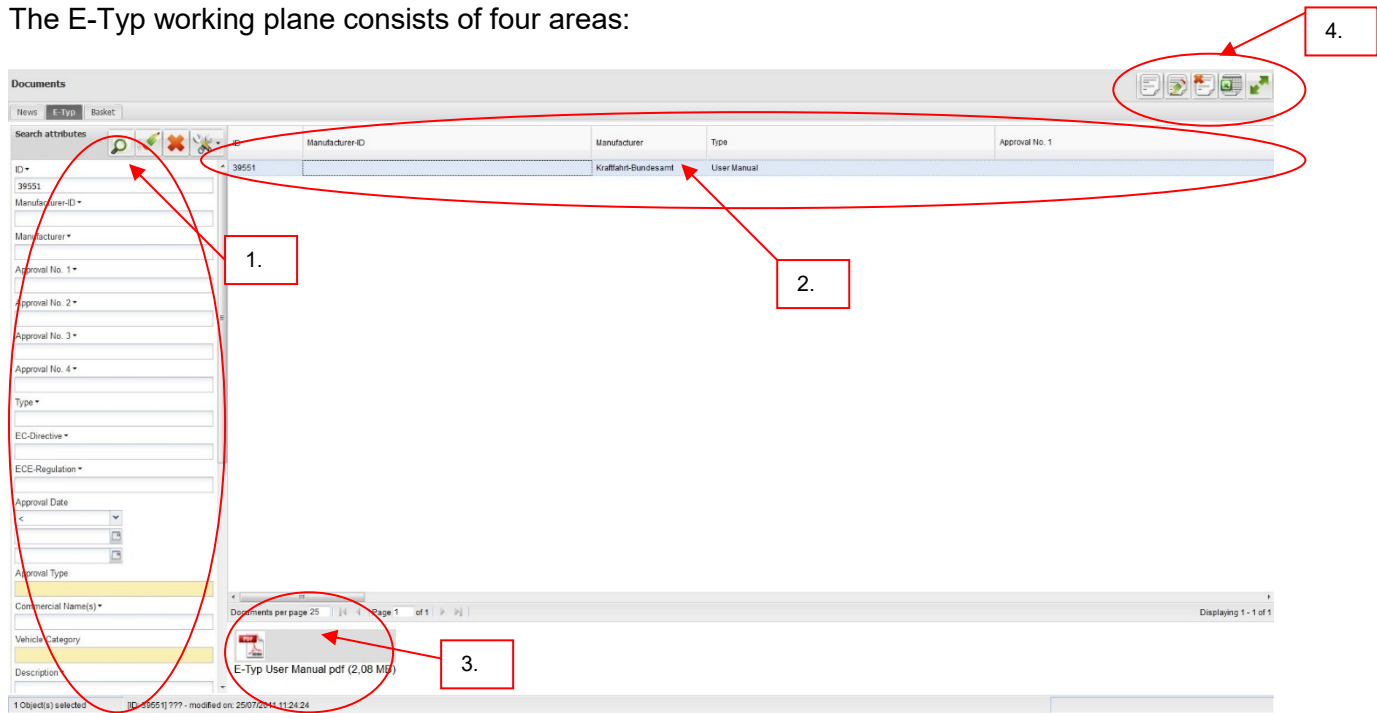 The E-Typ working plane consists of four areas:
4.
Documents
News E-Typ Basket
Search attributes
ID Manufacturer-ID Manufacturer Type Approval No. 1
39551 Kraftfahrt-Bundesamt User Manual
ID
39551
Manufacturer-ID
Manufacturer
1.
Approval No. 1
2.
Approval No. 2
Approval No. 3
Approval No. 4
Type
EC-Directive
ECE-Regulation
Approval Date
<
Approval Type
Commercial Name(s)
Documents per page 25 Page 1 of 1 Displaying 1 - 1 of 1
Vehicle Category
PDF
3.
E-Typ User Manual pdf (2,08 MB)
Description
1 Object(s) selected [ID: 39551] ??? - modified on: 25/07/2011 11:24:24